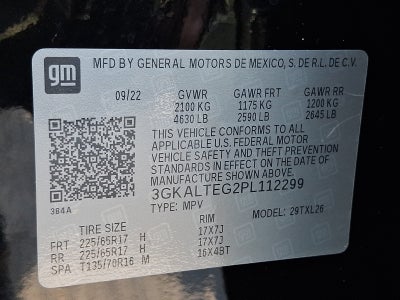 gm
MFD BY GENERAL MOTORS DE MEXICO, S. DE R.L. DE C.V.
09/22 GVWR GAWR FRT GAWR RR
2100 KG 1175 KG 1200 KG
4630 LB 2590 LB 2645 LB
THIS VEHICLE CONFORMS TO ALL
APPLICABLE U.S. FEDERAL MOTOR
VEHICLE SAFETY, BUMPER, AND THEFT
PREVENTION STANDARDS IN EFFECT ON
THE DATE OF MANUFACTURE SHOWN ABOVE.
3GKALTEG2PL112299
384A TYPE: MPV MODEL: 29TXL26
TIRE SIZE RIM
FRT 225/65R17 H 17X7J
RR 225/65R17 H 17X7J
SPA T135/70R16 M 16X4BT